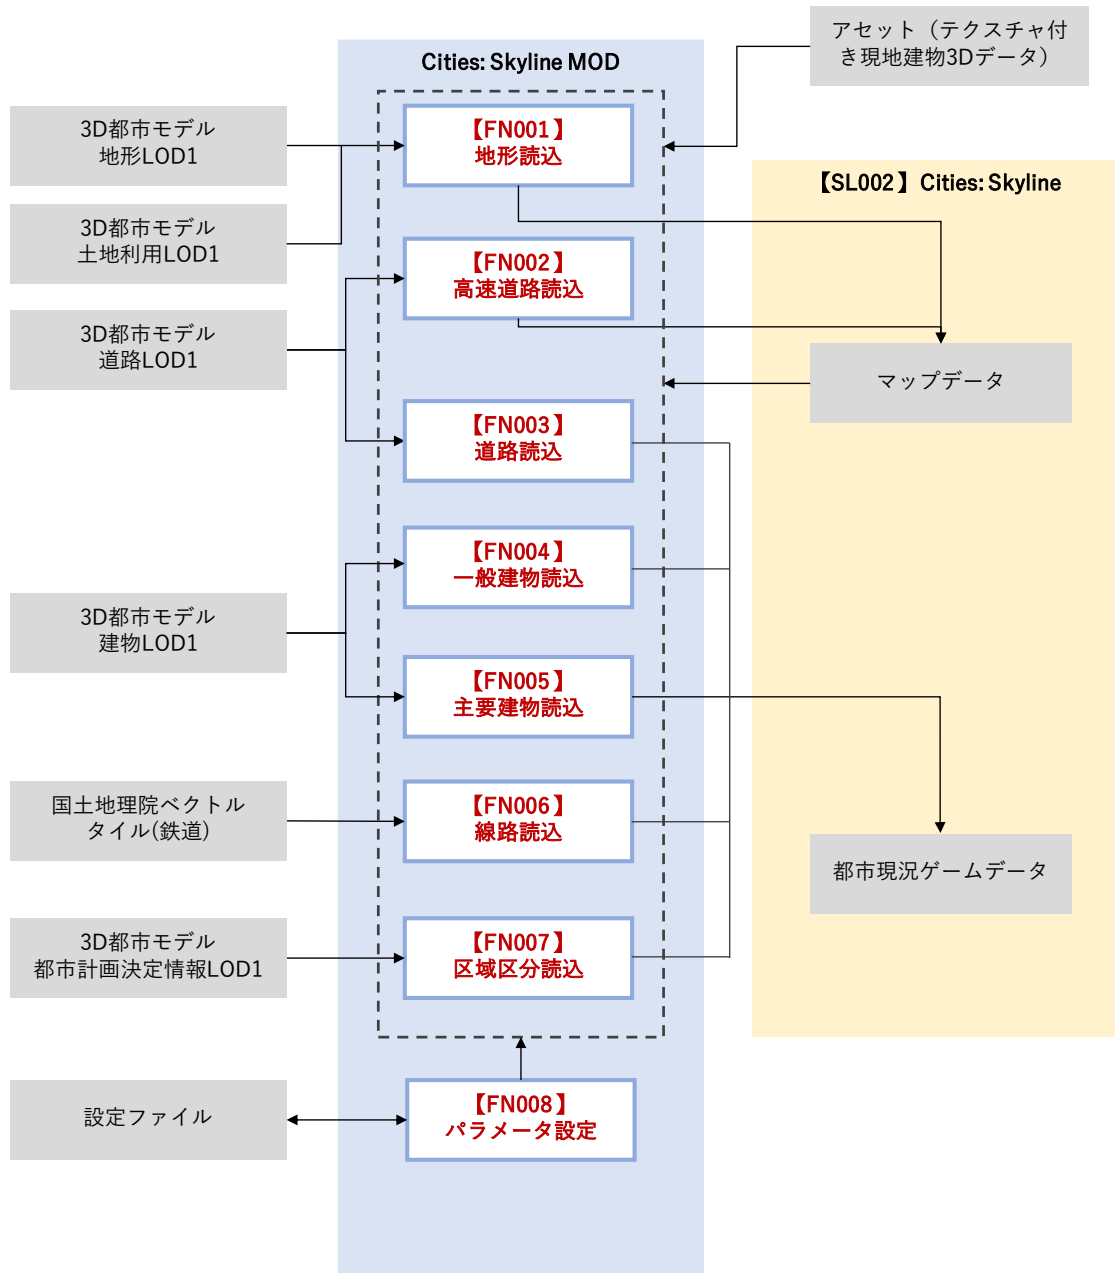 アセット（テクスチャ付
き現地建物3Dデータ）
Cities: Skyline MOD
3D都市モデル
地形LOD1
【FN001】
地形読込
【SL002】Cities: Skyline
3D都市モデル
土地利用LOD1
【FN002】
高速道路読込
3D都市モデル
道路LOD1
マップデータ
【FN003】
道路読込
【FN004】
一般建物読込
3D都市モデル
建物LOD1
【FN005】
主要建物読込
国土地理院ベクトル
タイル(鉄道)
【FN006】
線路読込
都市現況ゲームデータ
3D都市モデル
都市計画決定情報LOD1
【FN007】
区域区分読込
設定ファイル
【FN008】
パラメータ設定